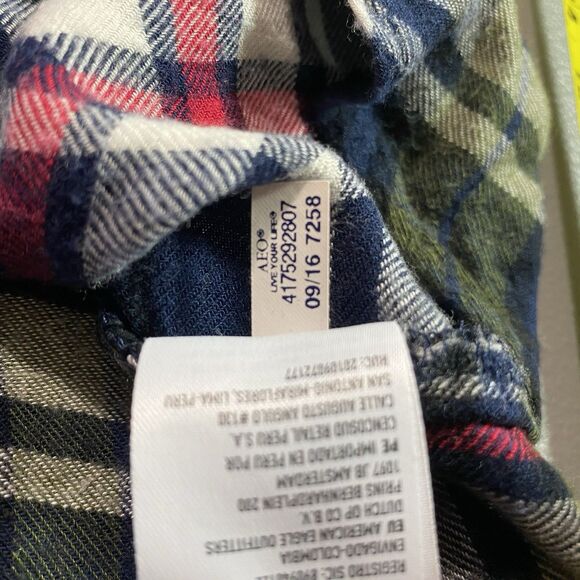 AEO®
LIVE YOUR LIFE®
4175292807
09/16 7258
ENVIGADO-COLOMBIA
EU AMERICAN EAGLE OUTFITTERS
DUTCH OP CO B.V.
PRINS BERNHARDPLEIN 200
1097 JB AMSTERDAM
PE IMPORTADO EN PERU POR
CENCOSUD RETAIL PERU S.A.
CALLE AUGUSTO ANGULO #130
SAN ANTONIO MIRAFLORES, LIMA-PERU
RUC: 20109072177